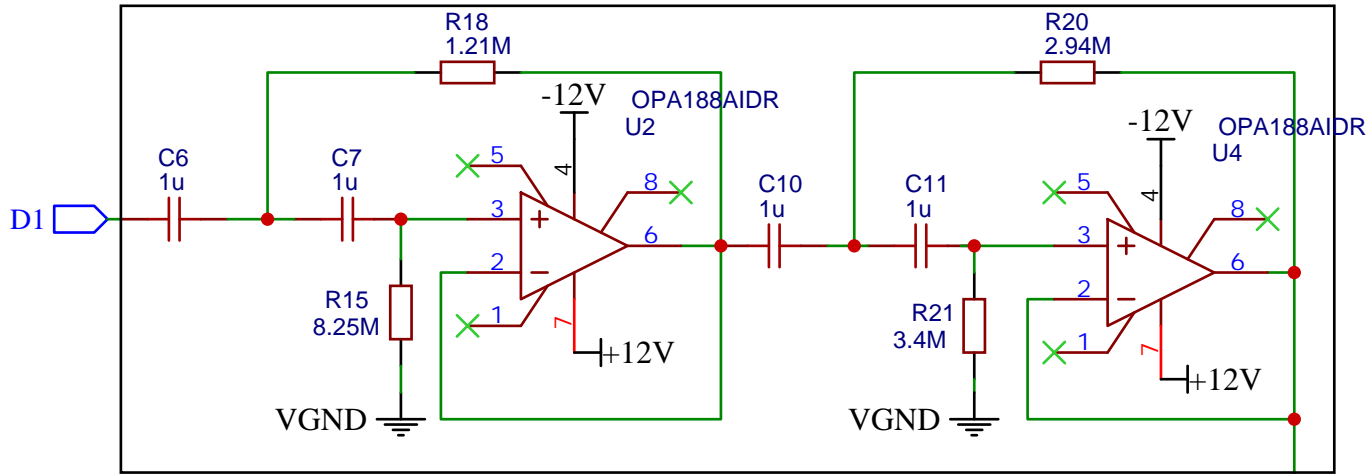 R18
1.21M
R20
2.94M
-12V
OPA188AIDR
U2
-12V
OPA188AIDR
U4
C6
1u
C7
1u
5
4
8
C10
1u
C11
1u
5
4
8
D1
3
+
6
2
-
3
+
6
2
-
R15
8.25M
1
7
+12V
R21
3.4M
1
7
+12V
VGND
VGND